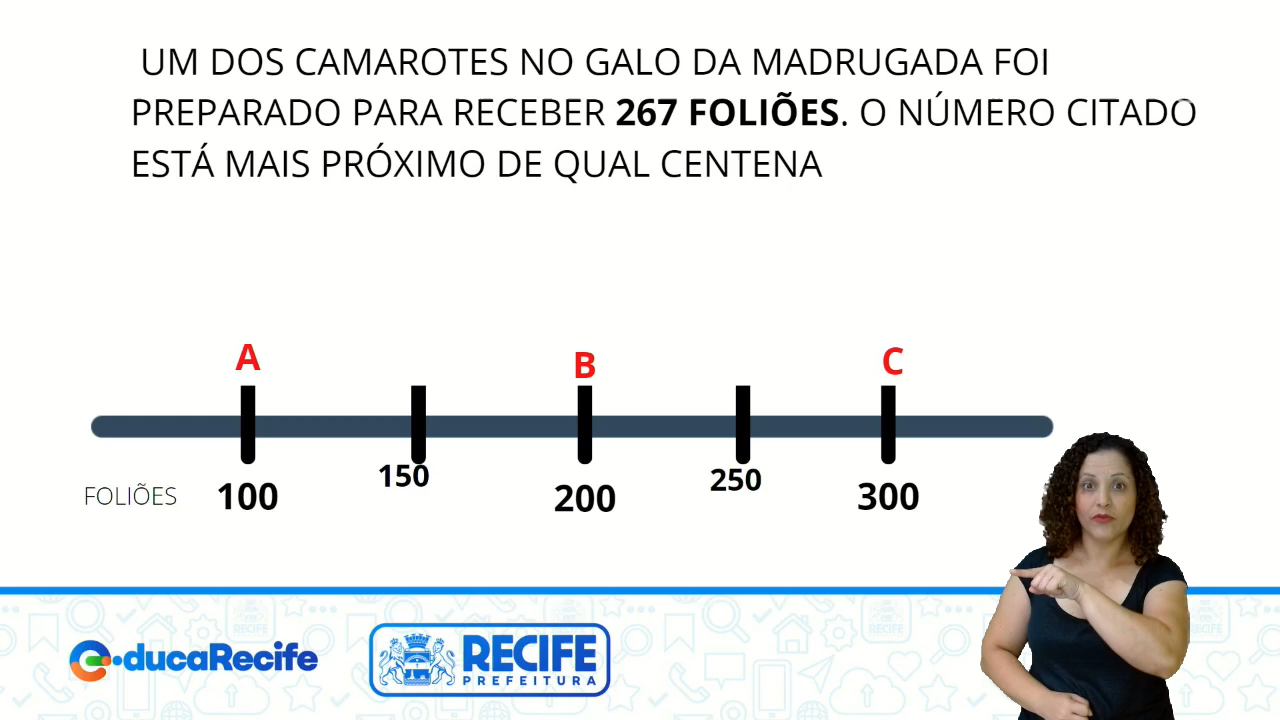 UM DOS CAMAROTES NO GALO DA MADRUGADA FOI
PREPARADO PARA RECEBER 267 FOLIÕES. O NÚMERO CITADO
ESTÁ MAIS PRÓXIMO DE QUAL CENTENA
A B C
150 250
FOLIÕES 100 200 300
ducaRecife
RECIFE
PREFEITURA